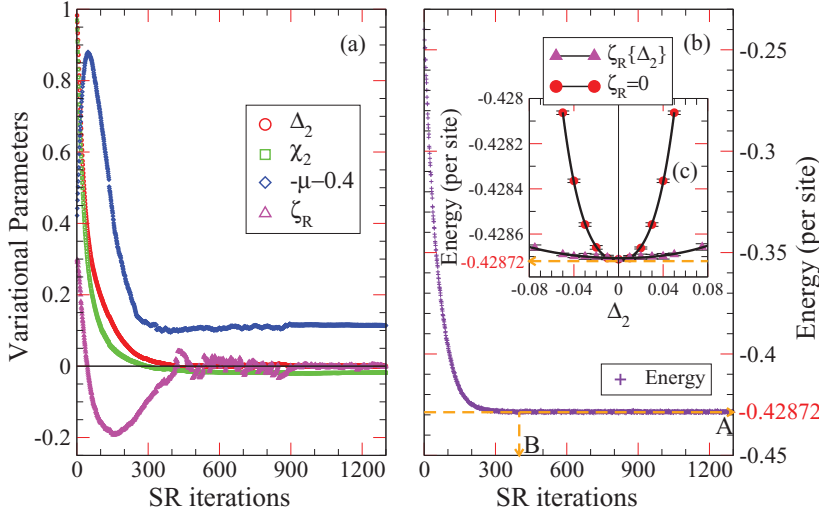 (a)
1
0.8
0.6
0.4
0.2
0
-0.2
Variational Parameters
Δ2
χ2
-μ-0.4
ζR
0 300 600 900 1200
SR iterations
(b)
ζR{Δ2}
ζR=0
-0.428
-0.4282
-0.4284
-0.4286
-0.42872
Energy (per site)
(c)
-0.08 -0.04 0 0.04 0.08
Δ2
Energy
-0.25
-0.3
-0.35
-0.4
-0.42872
-0.45
Energy (per site)
A
B
0 300 600 900 1200
SR iterations